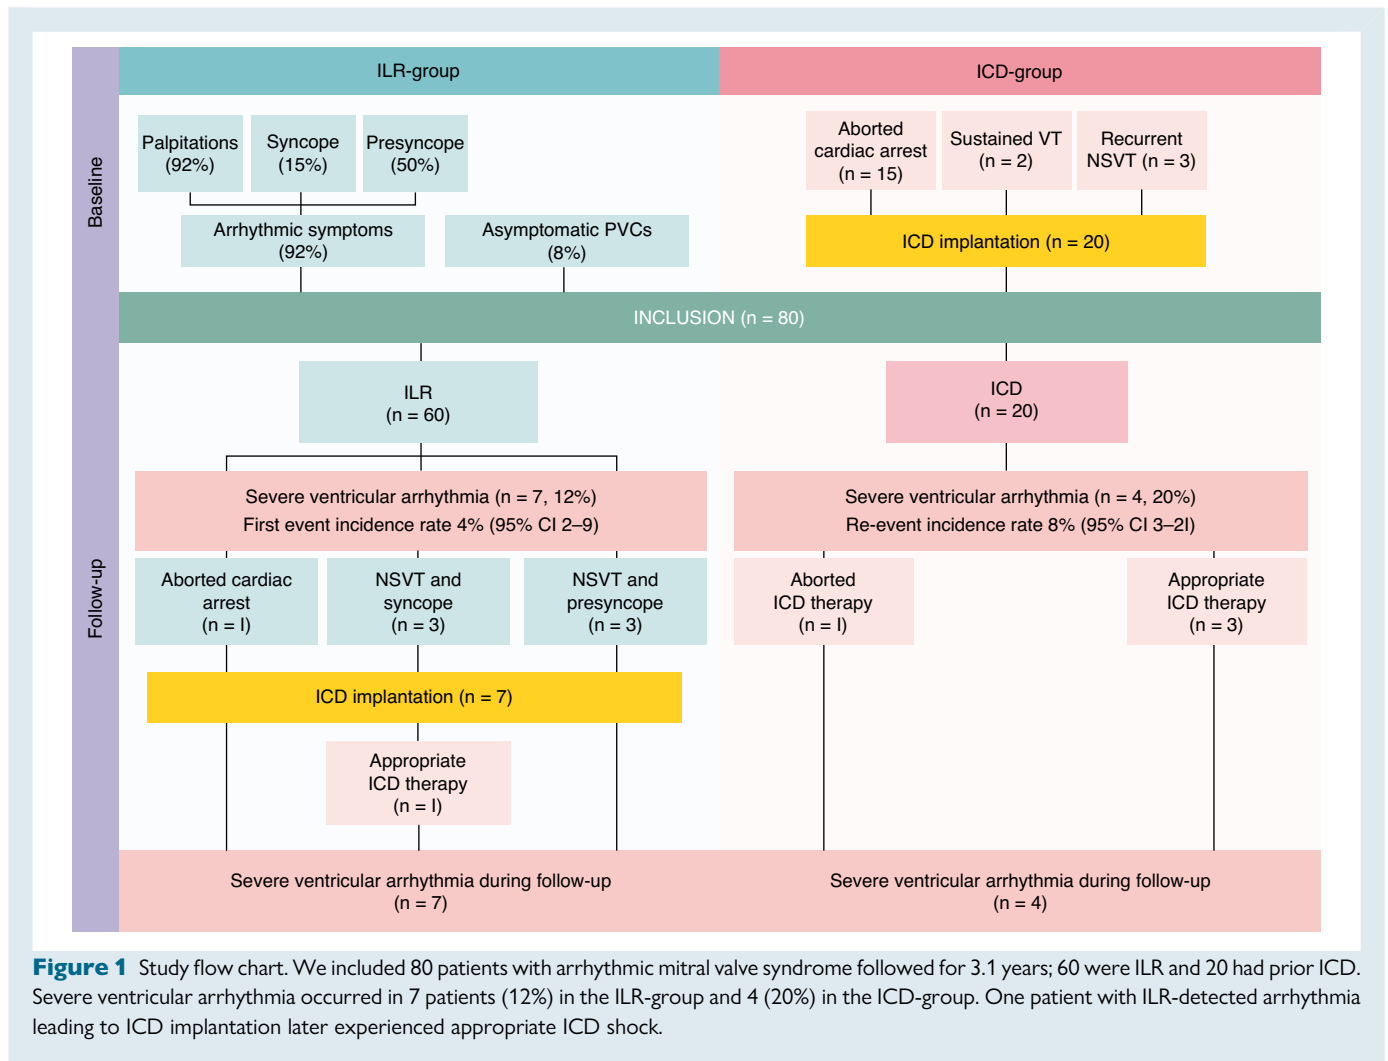 ILR-group
ICD-group
Baseline
Palpitations
(92%)
Syncope
(15%)
Presyncope
(50%)
Arrhythmic symptoms
(92%)
Asymptomatic PVCs
(8%)
Aborted
cardiac arrest
(n = 15)
Sustained VT
(n = 2)
Recurrent
NSVT (n = 3)
ICD implantation (n = 20)
INCLUSION (n = 80)
Follow-up
ILR
(n = 60)
ICD
(n = 20)
Severe ventricular arrhythmia (n = 7, 12%)
First event incidence rate 4% (95% CI 2–9)
Severe ventricular arrhythmia (n = 4, 20%)
Re-event incidence rate 8% (95% CI 3–2I)
Aborted cardiac
arrest
(n = I)
NSVT and
syncope
(n = 3)
NSVT and
presyncope
(n = 3)
Aborted
ICD therapy
(n = I)
Appropriate
ICD therapy
(n = 3)
ICD implantation (n = 7)
Appropriate
ICD therapy
(n = I)
Severe ventricular arrhythmia during follow-up
(n = 7)
Severe ventricular arrhythmia during follow-up
(n = 4)
Figure 1 Study flow chart. We included 80 patients with arrhythmic mitral valve syndrome followed for 3.1 years; 60 were ILR and 20 had prior ICD.
Severe ventricular arrhythmia occurred in 7 patients (12%) in the ILR-group and 4 (20%) in the ICD-group. One patient with ILR-detected arrhythmia
leading to ICD implantation later experienced appropriate ICD shock.